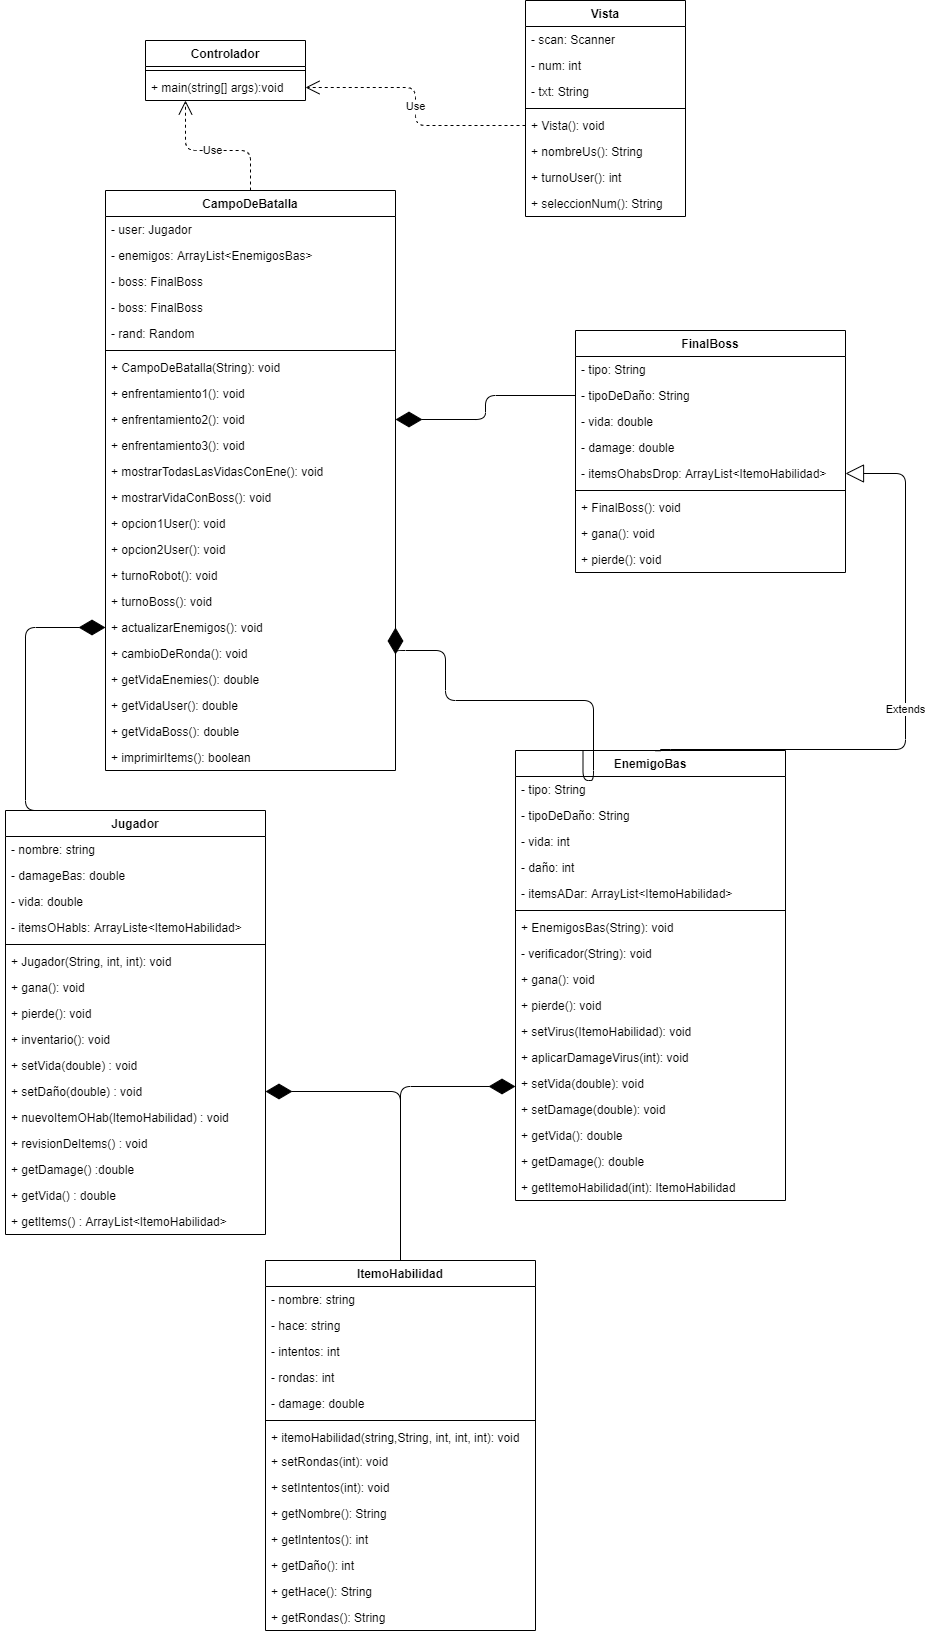 Vista
- scan: Scanner
- num: int
- txt: String
+ Vista(): void
+ nombreUs(): String
+ turnoUser(): int
+ seleccionNum(): String
Controlador
+ main(string[] args):void
Use
Use
CampoDeBatalla
- user: Jugador
- enemigos: ArrayList<EnemigosBas>
- boss: FinalBoss
- boss: FinalBoss
- rand: Random
+ CampoDeBatalla(String): void
+ enfrentamiento1(): void
+ enfrentamiento2(): void
+ enfrentamiento3(): void
+ mostrarTodasLasVidasConEne(): void
+ mostrarVidaConBoss(): void
+ opcion1User(): void
+ opcion2User(): void
+ turnoRobot(): void
+ turnoBoss(): void
+ actualizarEnemigos(): void
+ cambioDeRonda(): void
+ getVidaEnemies(): double
+ getVidaUser(): double
+ getVidaBoss(): double
+ imprimirItems(): boolean
FinalBoss
- tipo: String
- tipoDeDaño: String
- vida: double
- damage: double
- itemsOhabsDrop: ArrayList<ItemoHabilidad>
+ FinalBoss(): void
+ gana(): void
+ pierde(): void
Extends
EnemigoBas
- tipo: String
- tipoDeDaño: String
- vida: int
- daño: int
- itemsADar: ArrayList<ItemoHabilidad>
+ EnemigosBas(String): void
- verificador(String): void
+ gana(): void
+ pierde(): void
+ setVirus(ItemoHabilidad): void
+ aplicarDamageVirus(int): void
+ setVida(double): void
+ setDamage(double): void
+ getVida(): double
+ getDamage(): double
+ getItemoHabilidad(int): ItemoHabilidad
Jugador
- nombre: string
- damageBas: double
- vida: double
- itemsOHabls: ArrayListe<ItemoHabilidad>
+ Jugador(String, int, int): void
+ gana(): void
+ pierde(): void
+ inventario(): void
+ setVida(double) : void
+ setDaño(double) : void
+ nuevoItemOHab(ItemoHabilidad) : void
+ revisionDeItems() : void
+ getDamage() :double
+ getVida() : double
+ getItems() : ArrayList<ItemoHabilidad>
ItemoHabilidad
- nombre: string
- hace: string
- intentos: int
- rondas: int
- damage: double
+ itemoHabilidad(string,String, int, int, int): void
+ setRondas(int): void
+ setIntentos(int): void
+ getNombre(): String
+ getIntentos(): int
+ getDaño(): int
+ getHace(): String
+ getRondas(): String